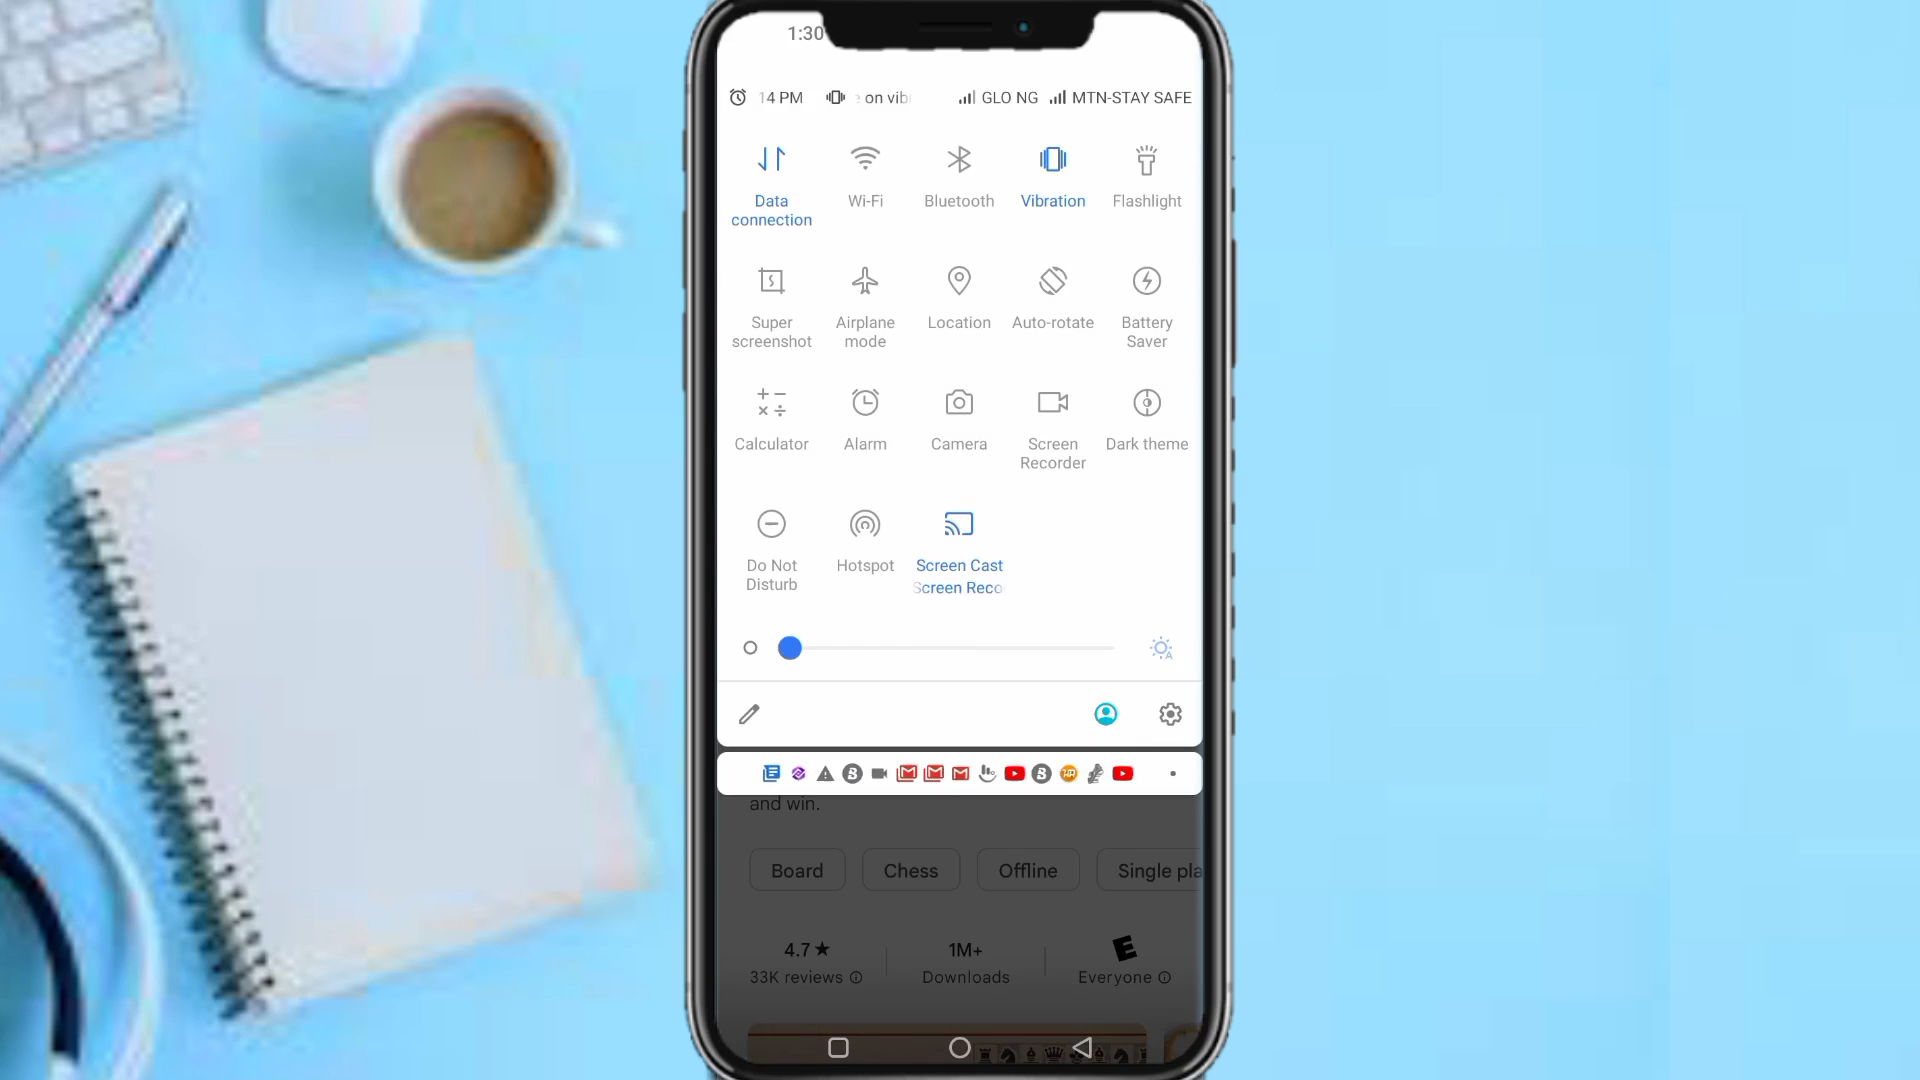 1:30
14 PM on vib GLO NG MTN-STAY SAFE
Data connection
Wi-Fi
Bluetooth
Vibration
Flashlight
Super screenshot
Airplane mode
Location
Auto-rotate
Battery Saver
Calculator
Alarm
Camera
Screen Recorder
Dark theme
Do Not Disturb
Hotspot
Screen Cast
Screen Reco
and win.
Board Chess Offline Single pla
4.7★ 1M+ E
33K reviews Downloads Everyone